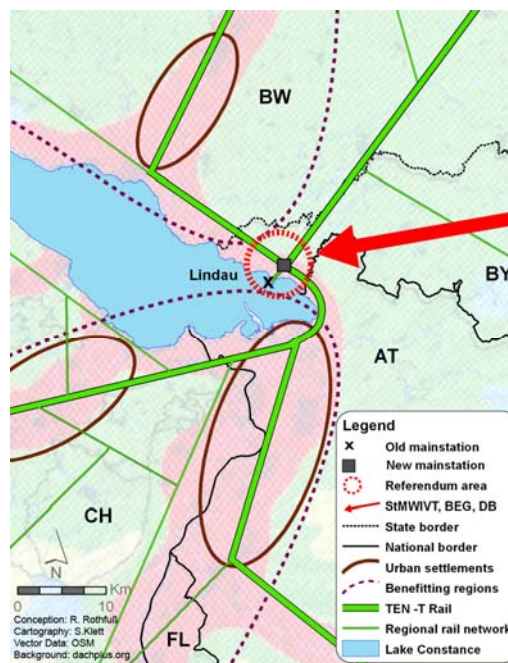 BW
Lindau
x
BY
AT
CH
FL
N
0 10 Km
Conception: R. Rothfuß
Cartography: S.Klett
Vector Data: OSM
Background: dachplus.org
Legend
x Old mainstation
New mainstation
Referendum area
StMWIVT, BEG, DB
State border
National border
Urban settlements
Benefitting regions
TEN -T Rail
Regional rail network
Lake Constance